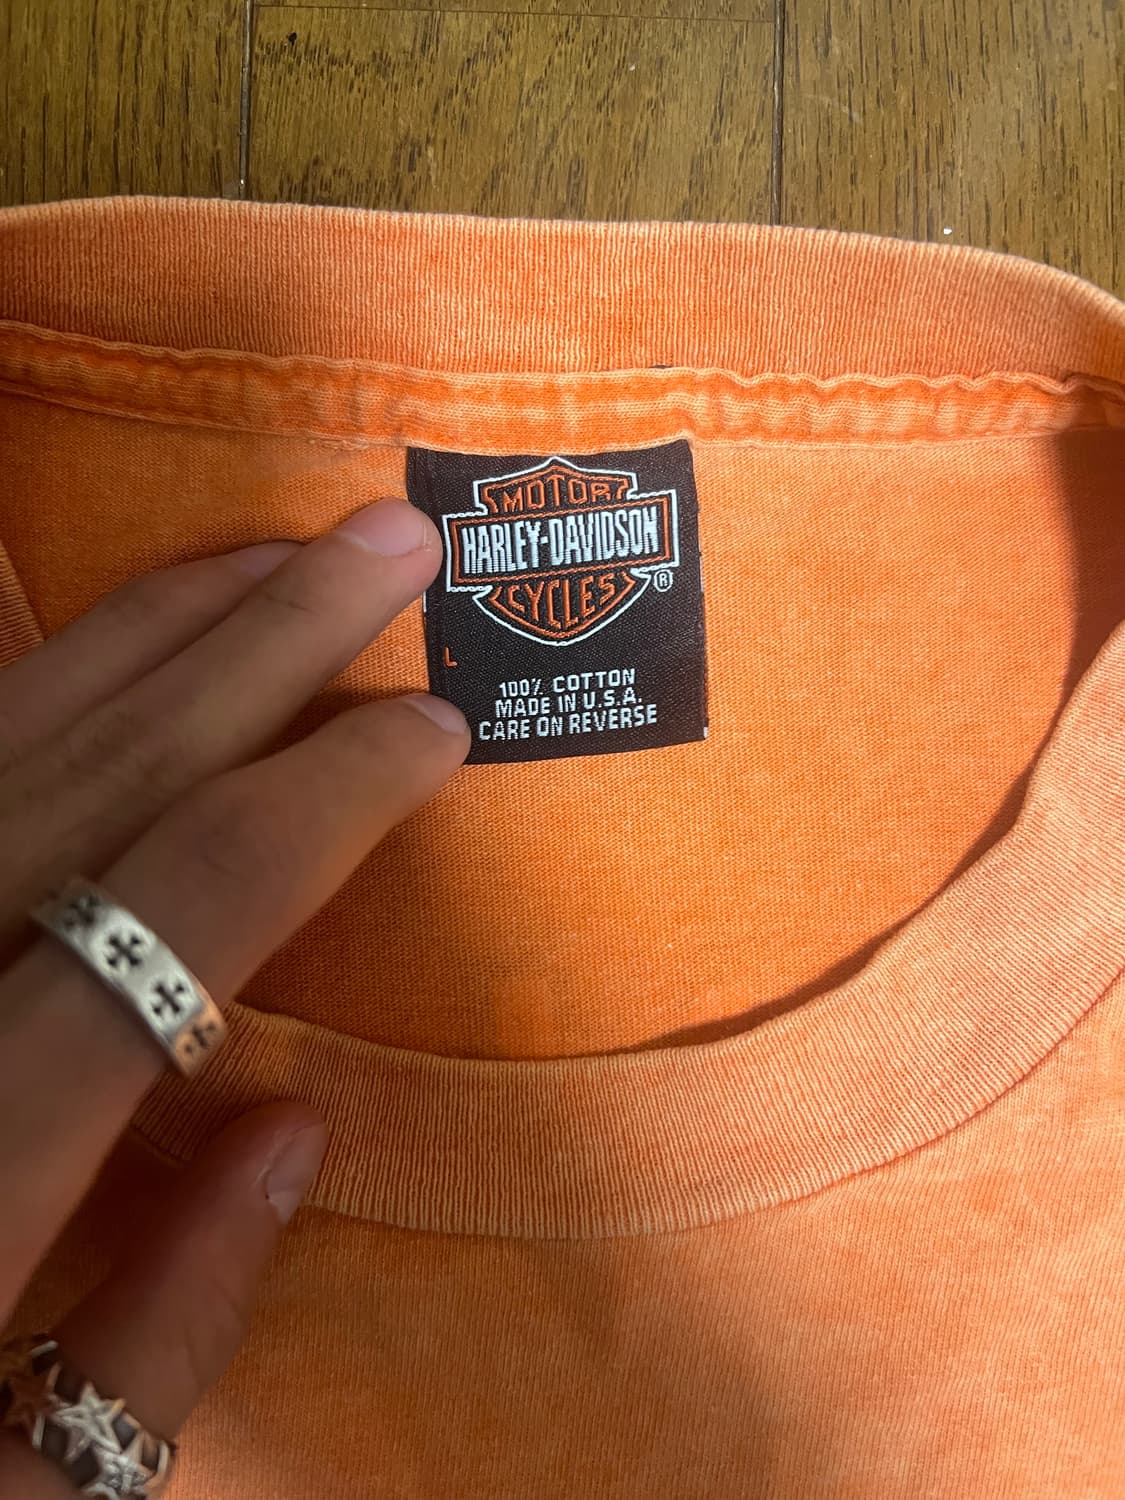 MOTOR
HARLEY-DAVIDSON
CYCLES ®
L
100% COTTON
MADE IN U.S.A.
CARE ON REVERSE